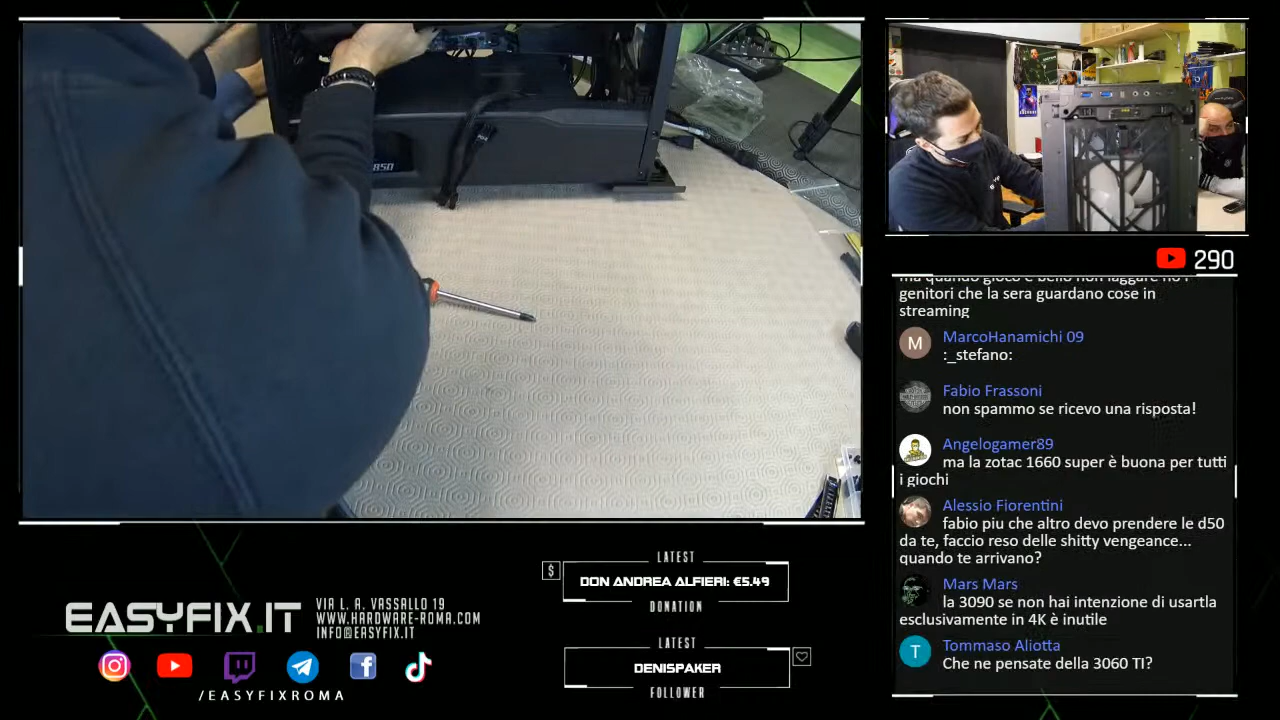 850
290
genitori che la sera guardano cose in
streaming
M
MarcoHanamichi 09
:_stefano:
Fabio Frassoni
non spammo se ricevo una risposta!
Angelogamer89
ma la zotac 1660 super è buona per tutti
i giochi
Alessio Fiorentini
fabio piu che altro devo prendere le d50
da te, faccio reso delle shitty vengeance...
quando te arrivano?
Mars Mars
la 3090 se non hai intenzione di usartla
esclusivamente in 4K è inutile
T
Tommaso Aliotta
Che ne pensate della 3060 TI?
LATEST
$
DON ANDREA ALFIERI: €5.49
DONATION
LATEST
DENISPAKER
FOLLOWER
EASYFIX.IT
VIA L. A. VASSALLO 19
WWW.HARDWARE-ROMA.COM
INFO@EASYFIX.IT
/EASYFIXROMA